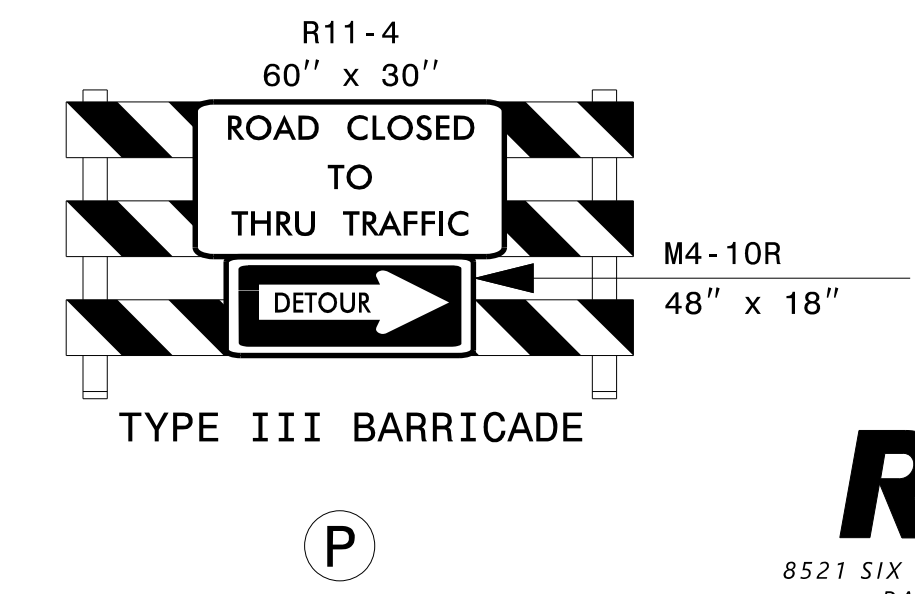 R11-4
60" x 30"
ROAD CLOSED
TO
THRU TRAFFIC
M4-10R
48" x 18"
DETOUR
TYPE III BARRICADE
P
R
8521 SIX